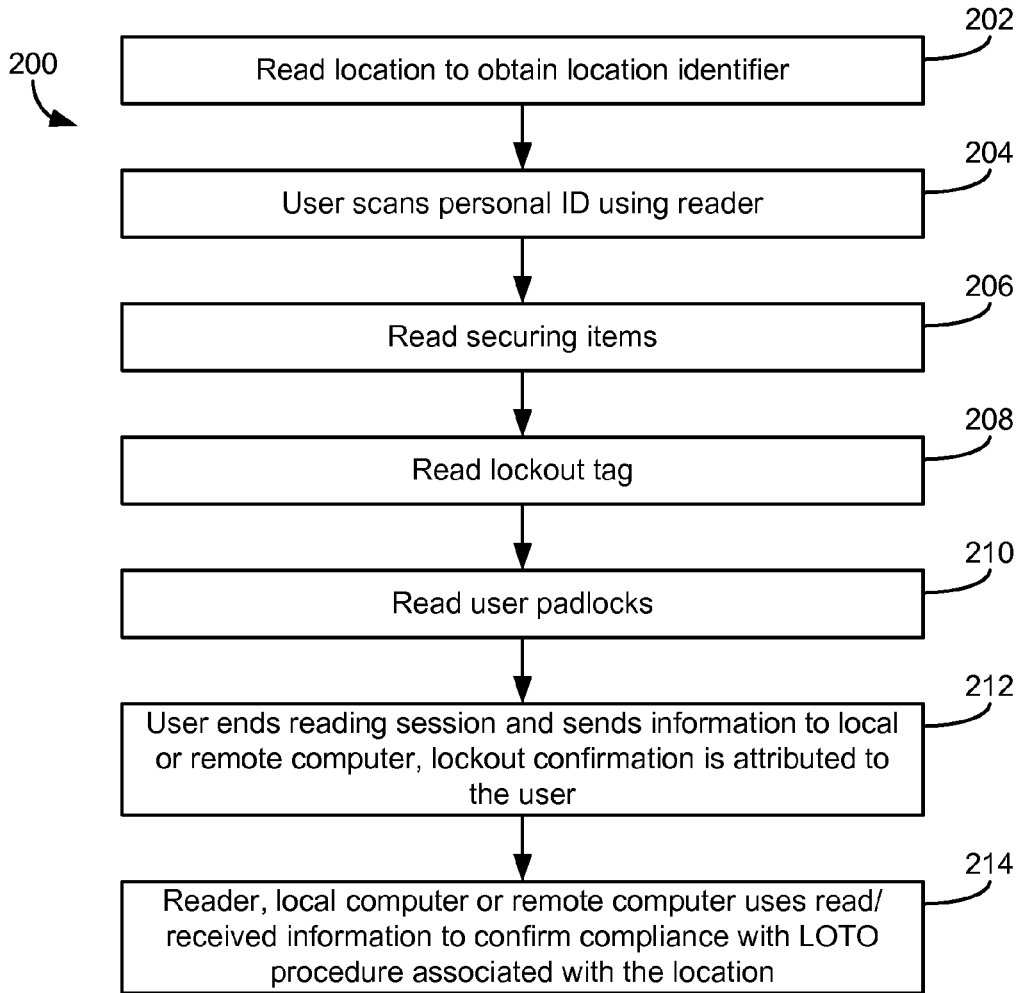 202
200
Read location to obtain location identifier
204
User scans personal ID using reader
206
Read securing items
208
Read lockout tag
210
Read user padlocks
212
User ends reading session and sends information to local
or remote computer, lockout confirmation is attributed to
the user
214
Reader, local computer or remote computer uses read/
received information to confirm compliance with LOTO
procedure associated with the location